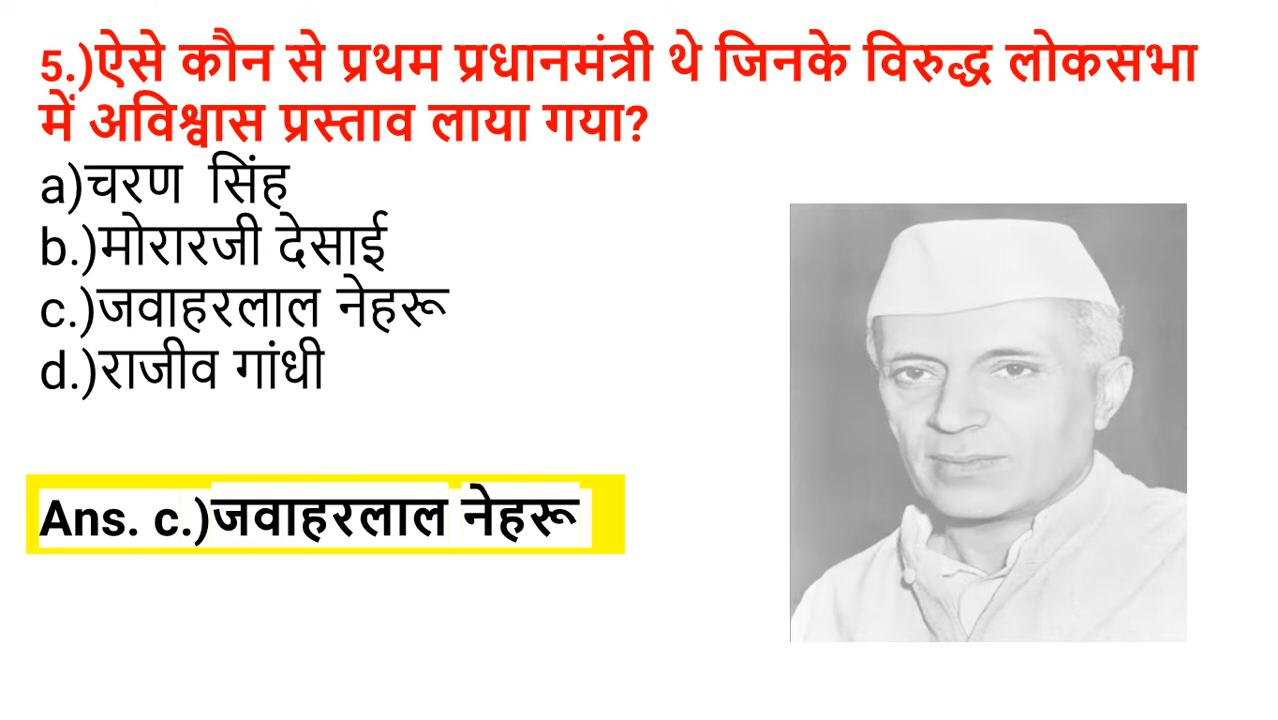 5.)ऐसे कौन से प्रथम प्रधानमंत्री थे जिनके विरुद्ध लोकसभा
में अविश्वास प्रस्ताव लाया गया?
a)चरण सिंह
b.)मोरारजी देसाई
c.)जवाहरलाल नेहरू
d.)राजीव गांधी
Ans. c.)जवाहरलाल नेहरू